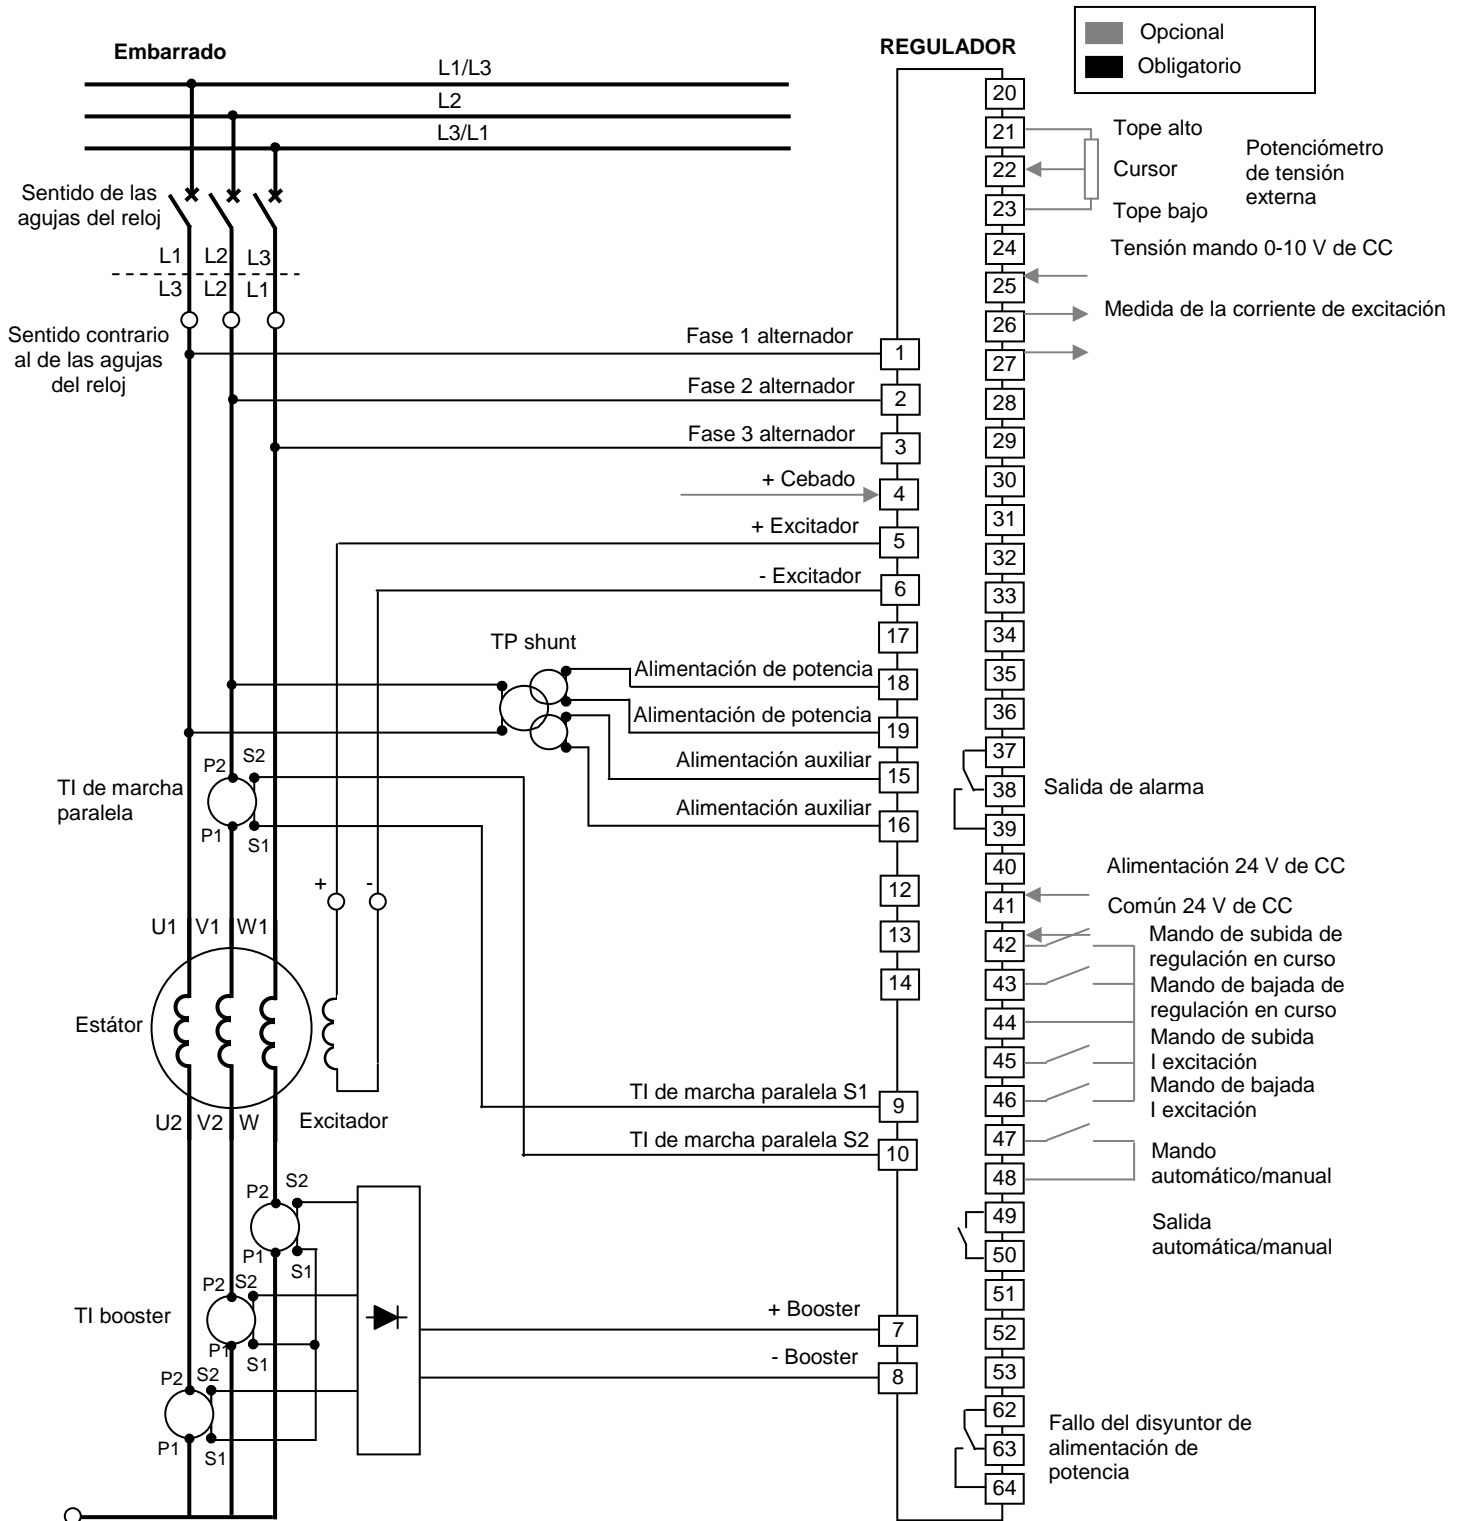 Embarrado
REGULADOR
Opcional
Obligatorio
L1/L3
L2
L3/L1
Sentido de las
agujas del reloj
L1 L2 L3
L3 L2 L1
Sentido contrario
al de las agujas
del reloj
Fase 1 alternador
1
Fase 2 alternador
2
Fase 3 alternador
3
+ Cebado
4
+ Excitador
5
- Excitador
6
17
TP shunt
Alimentación de potencia
18
Alimentación de potencia
19
Alimentación auxiliar
15
Alimentación auxiliar
16
12
13
14
TI de marcha
paralela
P2 S2
P1 S1
+ -
U1 V1 W1
Estátor
U2 V2 W
Excitador
TI de marcha paralela S1
9
TI de marcha paralela S2
10
P2 S2
P1 S1
P2 S2
P1 S1
TI booster
P2 S2
P1 S1
+ Booster
7
- Booster
8
20
21
22
23
24
25
26
27
28
29
30
31
32
33
34
35
36
37
38
39
40
41
42
43
44
45
46
47
48
49
50
51
52
53
62
63
64
Tope alto
Cursor
Tope bajo
Potenciómetro
de tensión
externa
Tensión mando 0-10 V de CC
Medida de la corriente de excitación
Salida de alarma
Alimentación 24 V de CC
Común 24 V de CC
Mando de subida de
regulación en curso
Mando de bajada de
regulación en curso
Mando de subida
I excitación
Mando de bajada
I excitación
Mando
automático/manual
Salida
automática/manual
Fallo del disyuntor de
alimentación de
potencia